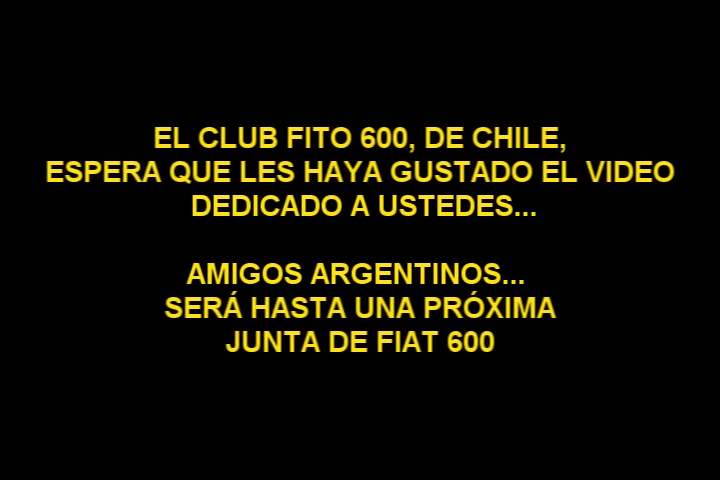 EL CLUB FITO 600, DE CHILE,
ESPERA QUE LES HAYA GUSTADO EL VIDEO
DEDICADO A USTEDES...
AMIGOS ARGENTINOS...
SERÁ HASTA UNA PRÓXIMA
JUNTA DE FIAT 600